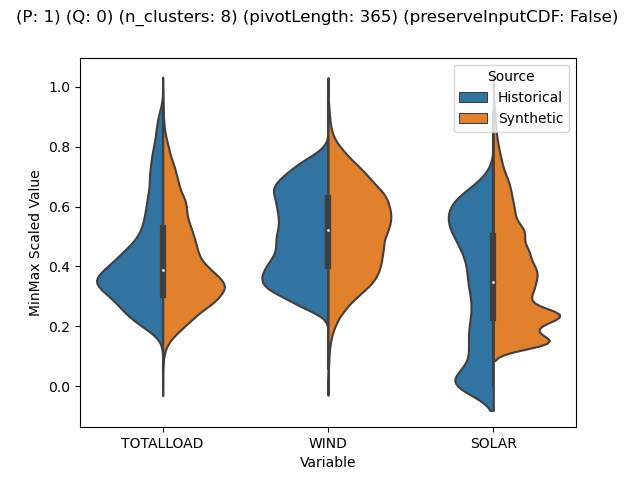 (P: 1) (Q: 0) (n_clusters: 8) (pivotLength: 365) (preserveInputCDF: False)
Source
Historical
Synthetic
MinMax Scaled Value
1.0
0.8
0.6
0.4
0.2
0.0
TOTALLOAD
WIND
SOLAR
Variable